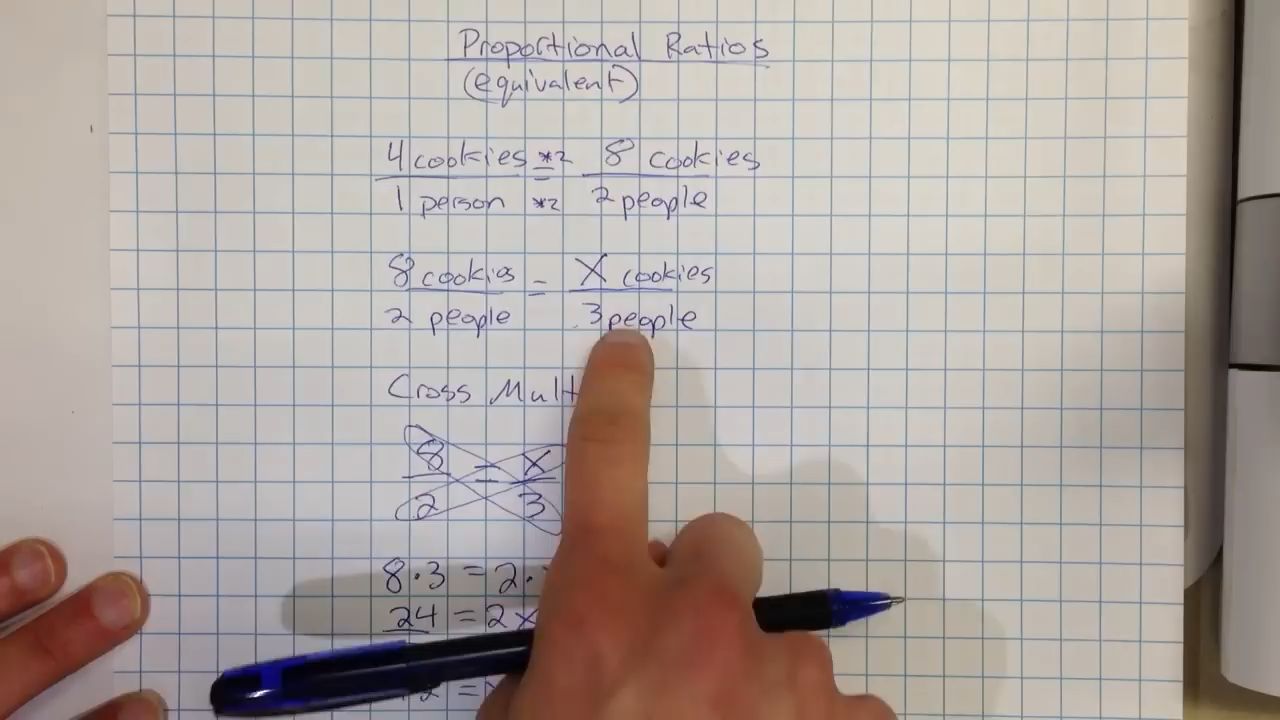 Proportional Ratios
(equivalent)
4 cookies *2 = 8 cookies
1 person *2 2 people
8 cookies = X cookies
2 people 3 people
Cross Mult
8 = x
2 3
8 · 3 = 2 ·
24 = 2x